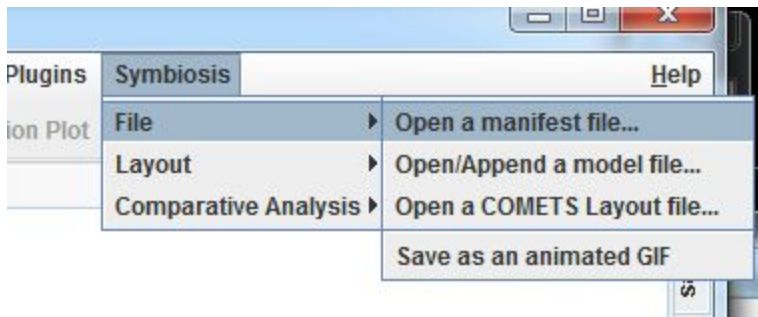 Plugins Symbiosis Help
ion Plot
File
Layout
Comparative Analysis
Open a manifest file...
Open/Append a model file...
Open a COMETS Layout file...
Save as an animated GIF